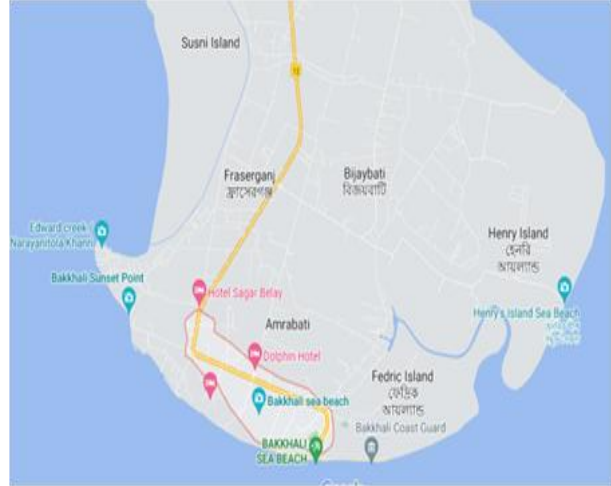 Susni Island
Fraserganj
ফ্রাসেরগঞ্জ
Bijaybati
বিজয়বাটি
Henry Island
হেনরি
আয়ল্যান্ড
Edward creek
Narayanitola Khanra
Bakkhali Sunset Point
Hotel Sagar Belay
Henry's Island Sea Beach
Amrabati
Dolphin Hotel
Fedric Island
ফেড্রিক
আয়ল্যান্ড
Bakkhali sea beach
Bakkhali Coast Guard
BAKKHALI
SEA BEACH